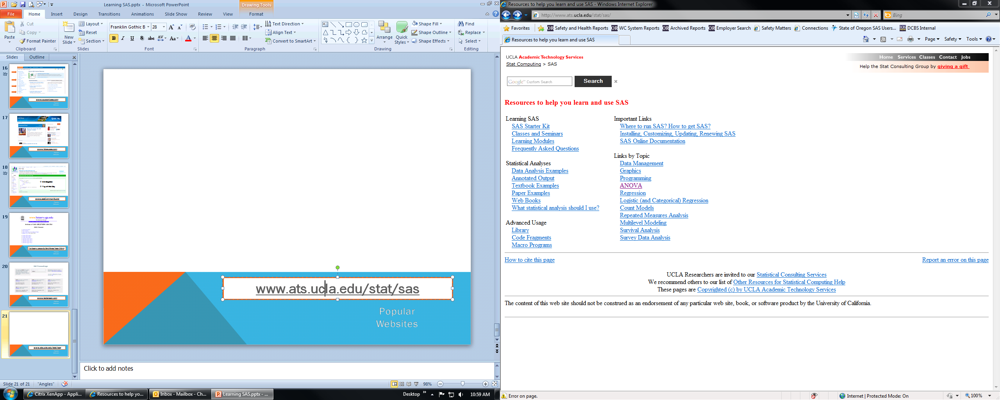 Learning SAS.pptx - Microsoft PowerPoint
Drawing Tools
File Home Insert Design Transitions Animations Slide Show Review View Format
Paste
Cut
Copy
Format Painter
Clipboard
New Slide
Layout
Reset
Section
Slides
Franklin Gothic B 28
B I U S abc AV Aa A
Font
Text Direction
Align Text
Convert to SmartArt
Paragraph
Arrange
Quick Styles
Shape Fill
Shape Outline
Shape Effects
Drawing
Find
Replace
Select
Editing
Slides Outline
16
17
18
19
www.listserv.uga.edu
20
SAS Proceedings
21
www.ats.ucla.edu/stat/sas
Popular
Websites
Click to add notes
Slide 21 of 21 "Angles" 98%
Citrix XenApp - Appli... Resources to help yo... Inbox - Mailbox - Ch... Learning SAS.pptx - ... Desktop 10:59 AM
Resources to help you learn and use SAS - Windows Internet Explorer
http://www.ats.ucla.edu/stat/sas/
Bing
Favorites OR Safety and Health Reports OR WC System Reports OR Archived Reports OR Employer Search Safety Matters Connections State of Oregon SAS Users... DCBS Internal
Resources to help you learn and use SAS
Page Safety Tools
UCLA Academic Technology Services
Home Services Classes Contact Jobs
Stat Computing > SAS
Help the Stat Consulting Group by giving a gift
Google™ Custom Search Search ×
Resources to help you learn and use SAS
Learning SAS
SAS Starter Kit
Classes and Seminars
Learning Modules
Frequently Asked Questions
Statistical Analyses
Data Analysis Examples
Annotated Output
Textbook Examples
Paper Examples
Web Books
What statistical analysis should I use?
Advanced Usage
Library
Code Fragments
Macro Programs
Important Links
Where to run SAS? How to get SAS?
Installing, Customizing, Updating, Renewing SAS
SAS Online Documentation
Links by Topic
Data Management
Graphics
Programming
ANOVA
Regression
Logistic (and Categorical) Regression
Count Models
Repeated Measures Analysis
Multilevel Modeling
Survival Analysis
Survey Data Analysis
How to cite this page
Report an error on this page
UCLA Researchers are invited to our Statistical Consulting Services
We recommend others to our list of Other Resources for Statistical Computing Help
These pages are Copyrighted (c) by UCLA Academic Technology Services
The content of this web site should not be construed as an endorsement of any particular web site, book, or software product by the University of California.
Error on page.
Internet | Protected Mode: On
100%